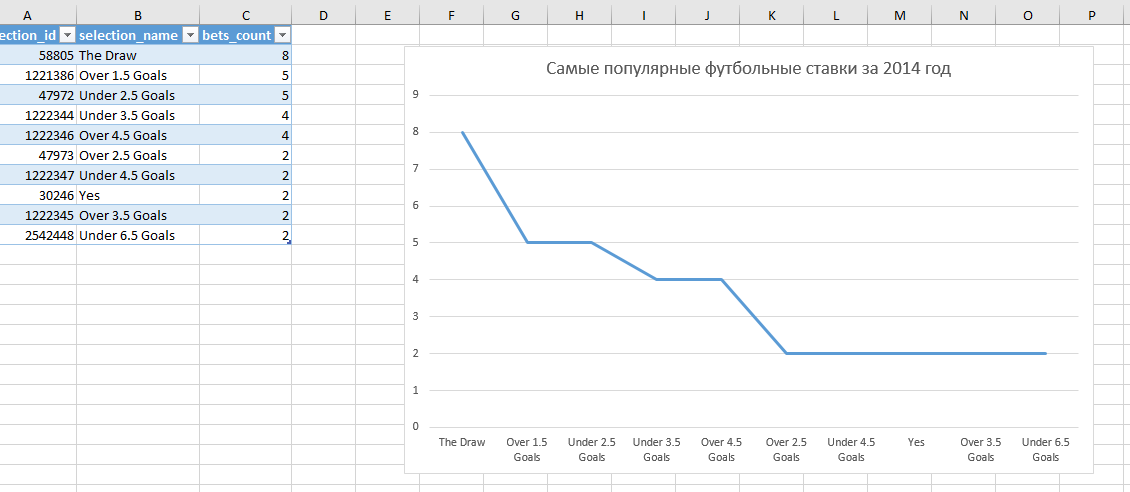 A B C D E F G H I J K L M N O P
ection_id selection_name bets_count
58805 The Draw 8
1221386 Over 1.5 Goals 5
47972 Under 2.5 Goals 5
1222344 Under 3.5 Goals 4
1222346 Over 4.5 Goals 4
47973 Over 2.5 Goals 2
1222347 Under 4.5 Goals 2
30246 Yes 2
1222345 Over 3.5 Goals 2
2542448 Under 6.5 Goals 2
Самые популярные футбольные ставки за 2014 год
9
8
7
6
5
4
3
2
1
0
The Draw Over 1.5 Under 2.5 Under 3.5 Over 4.5 Over 2.5 Under 4.5 Yes Over 3.5 Under 6.5
Goals Goals Goals Goals Goals Goals Goals Goals